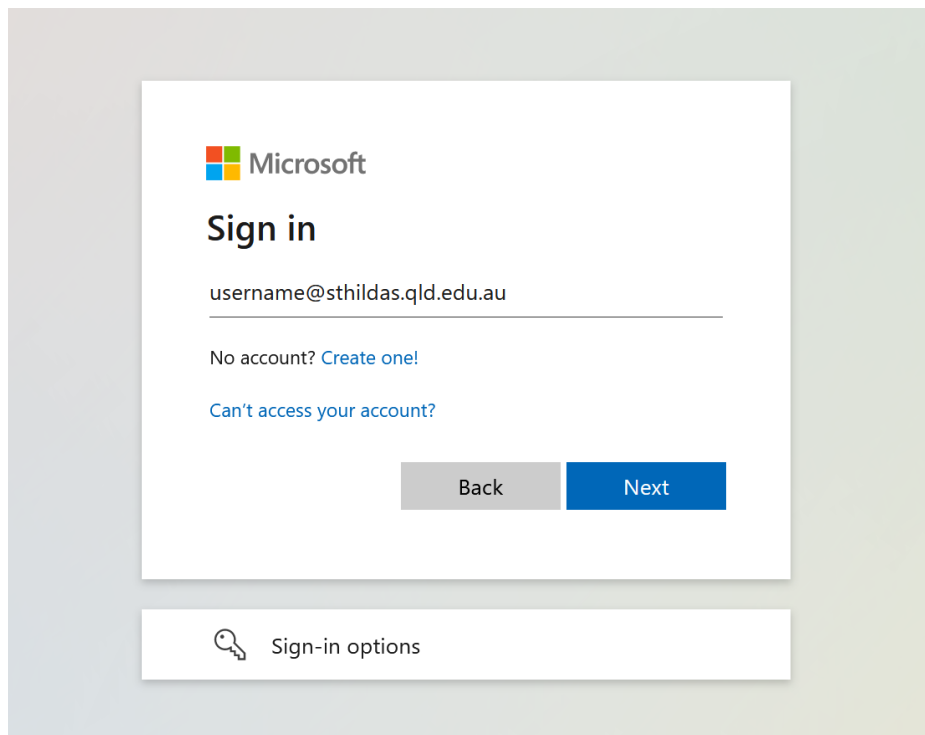 Microsoft
Sign in
username@sthildas.qld.edu.au
No account? Create one!
Can’t access your account?
Back Next
Sign-in options